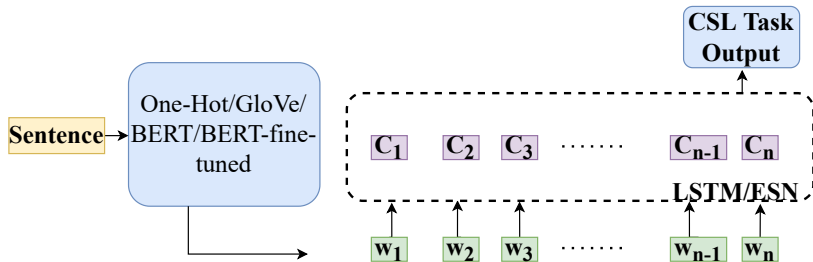 CSL Task
Output
Sentence
One-Hot/GloVe/
BERT/BERT-fine-
tuned
C1 C2 C3 ........ Cn-1 Cn
LSTM/ESN
w1 w2 w3 ........ wn-1 wn